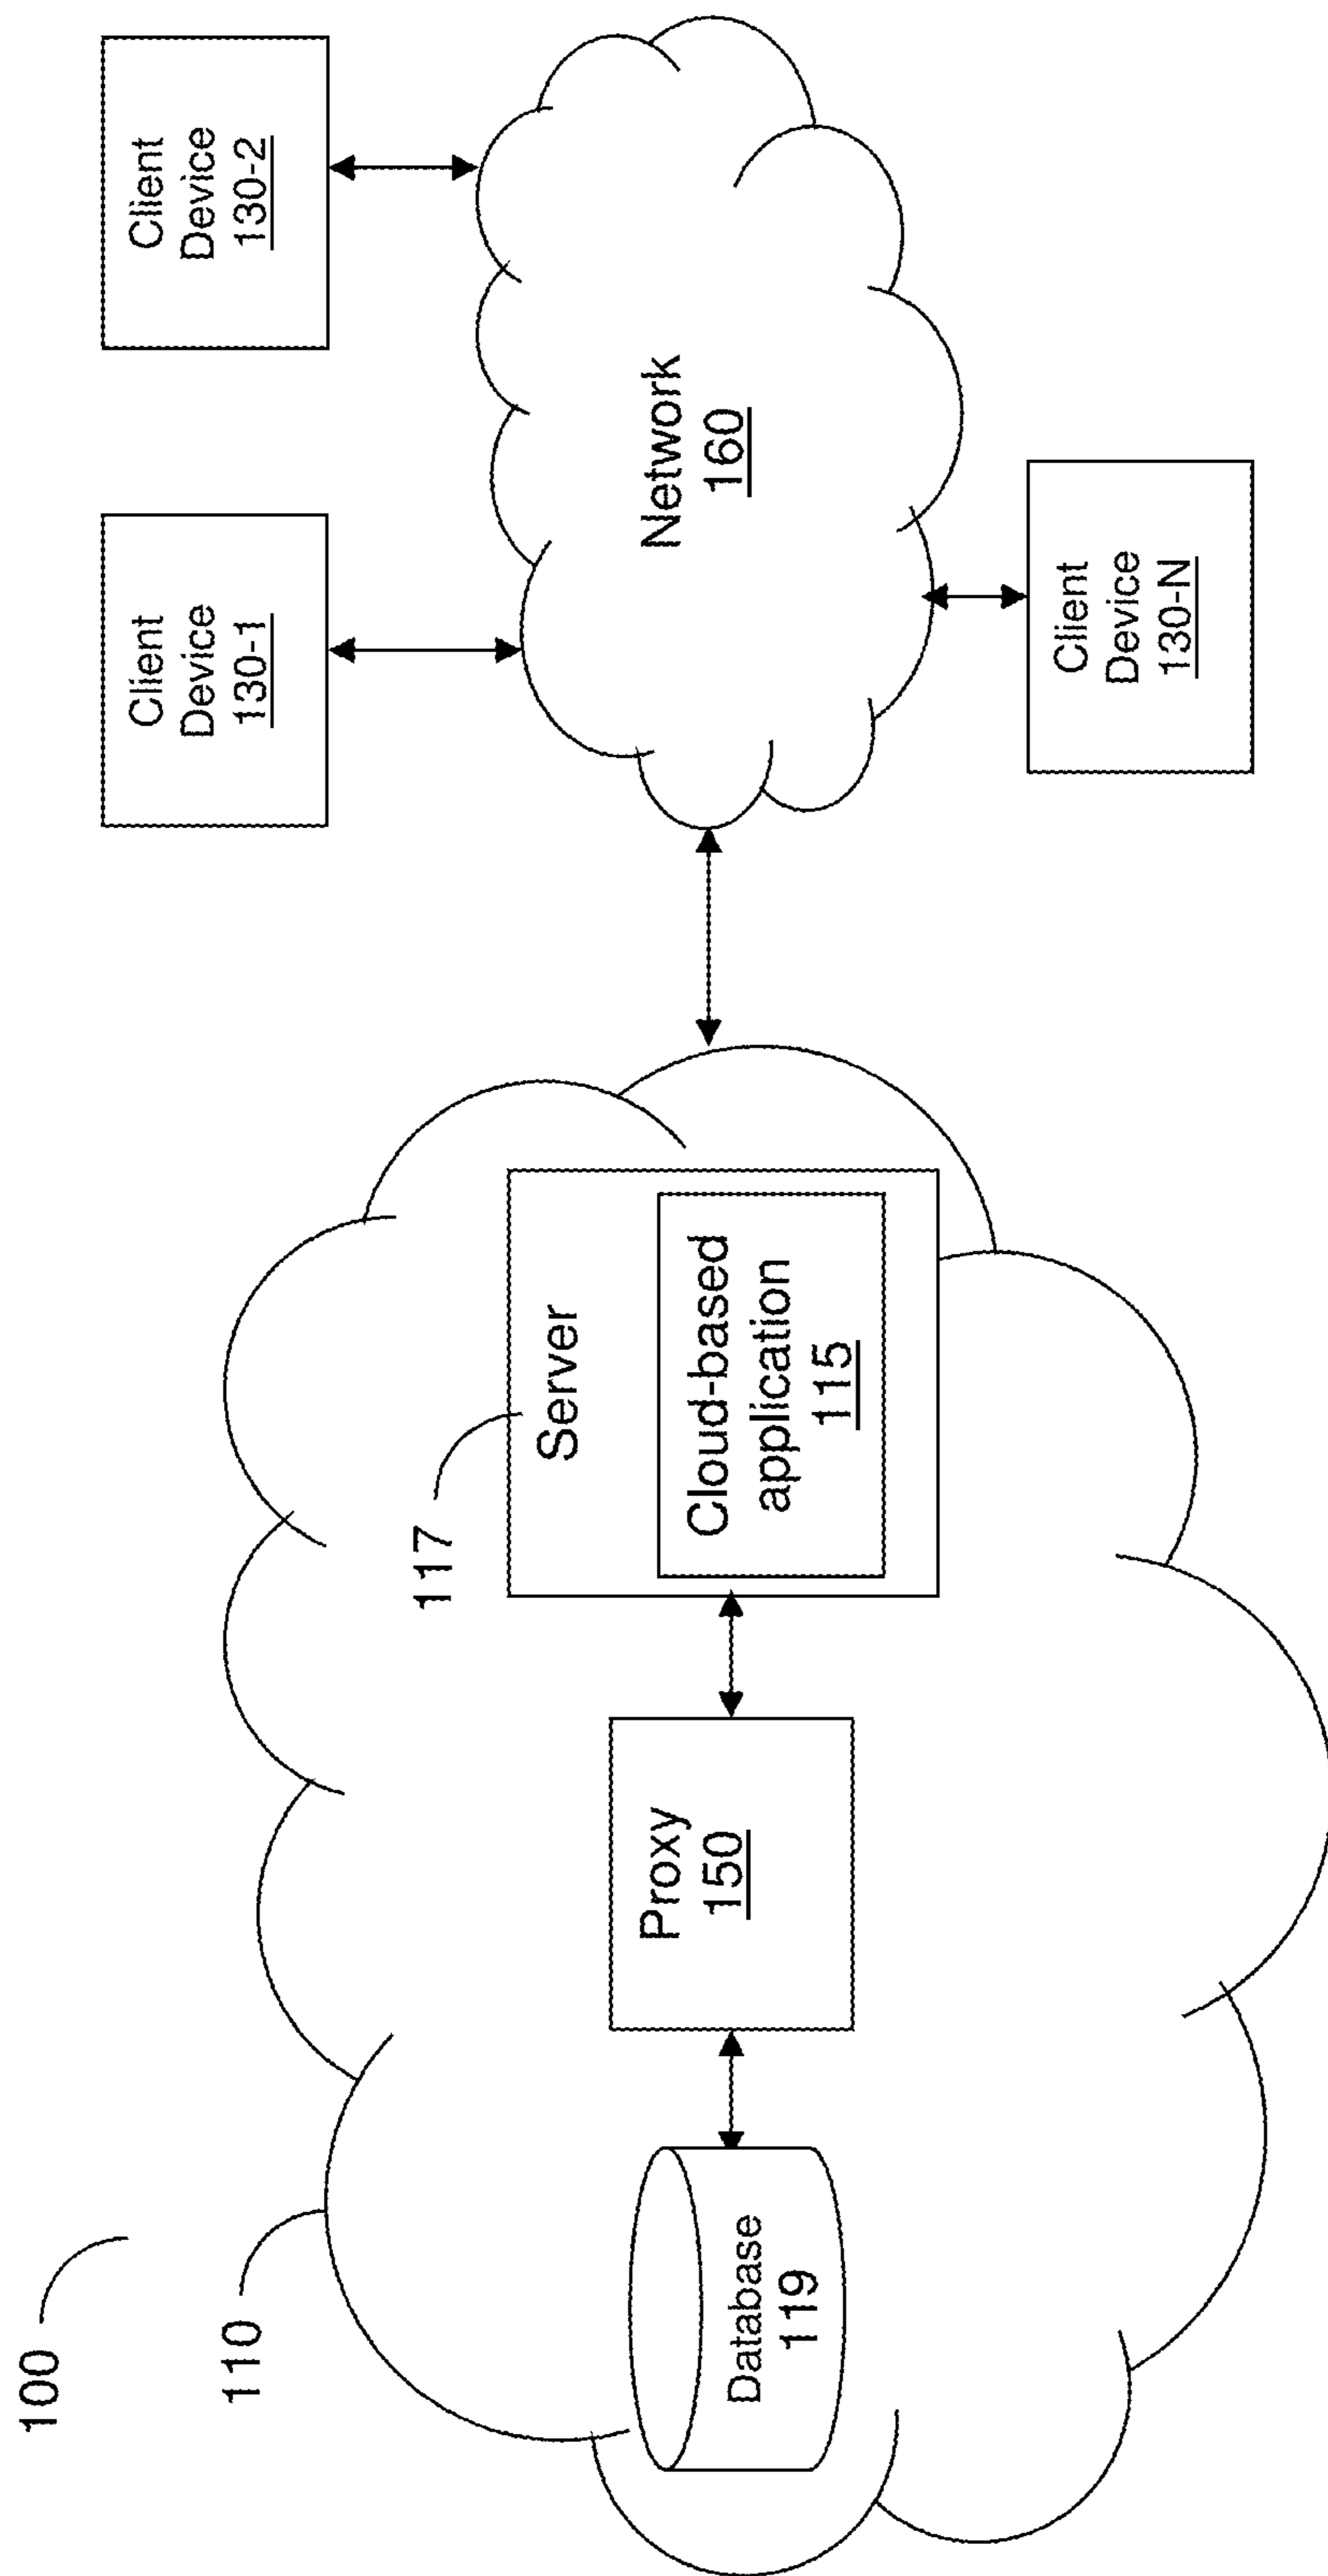 100
110
117
Database
119
Proxy
150
Server
Cloud-based
application
115
Client
Device
130-1
Client
Device
130-2
Network
160
Client
Device
130-N